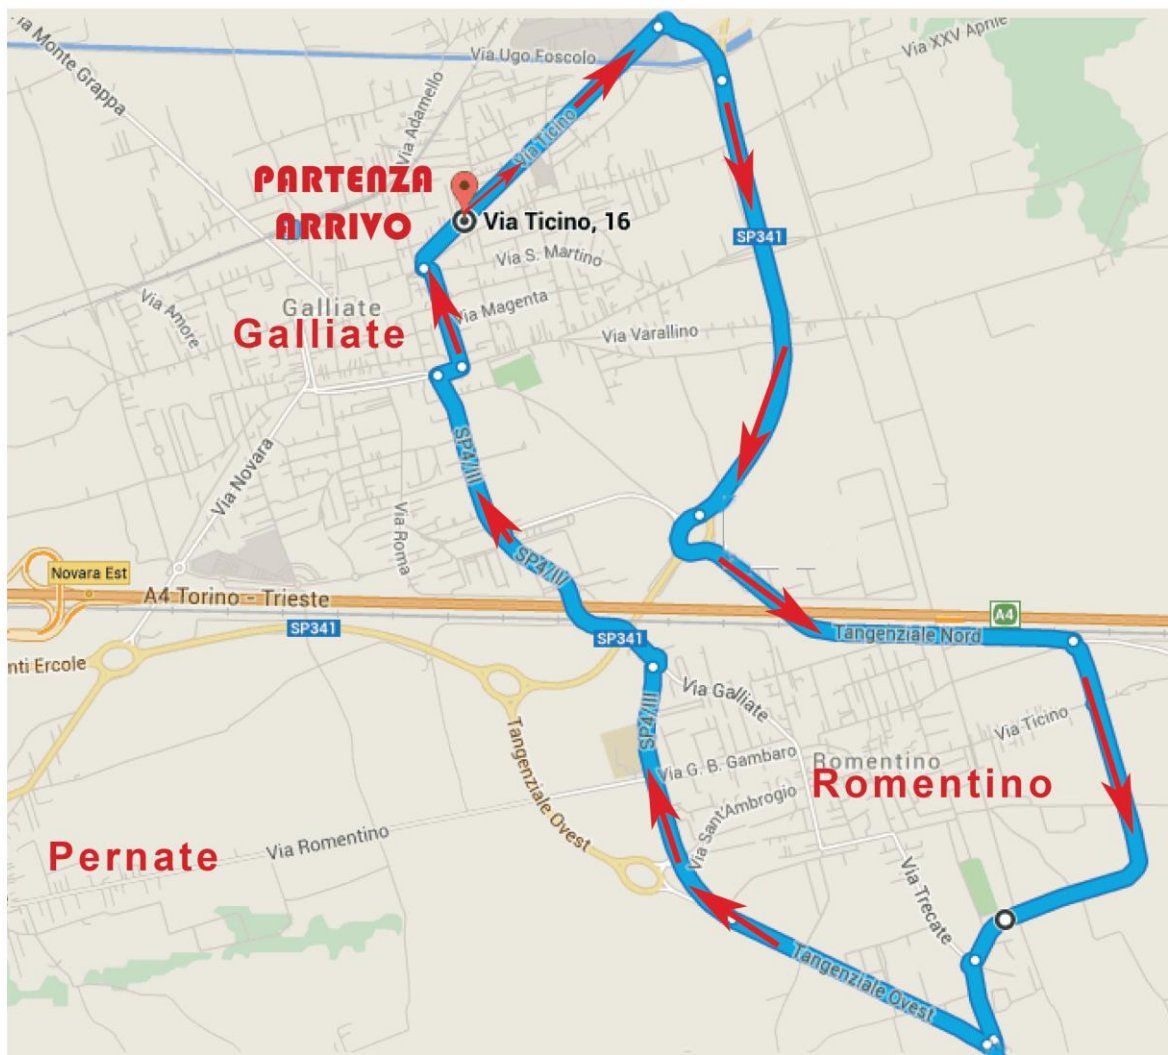 Via Monte Grappa
Via Ugo Foscolo
Via XXV Aprile
Via Adamello
Via Ticino
PARTENZA
ARRIVO
Via Ticino, 16
SP341
Via S. Martino
Via Amore
Galliate
Galliate
Via Magenta
Via Varallino
SP4/III
Via Novara
Via Roma
SP4/IV
Novara Est
A4 Torino - Trieste
A4
SP341
SP341
Tangenziale Nord
nti Ercole
Via Galliate
SP4/III
Via Ticino
Tangenziale Ovest
Via G. B. Gambaro
Romentino
Romentino
Via Sant'Ambrogio
Pernate
Via Romentino
Via Trecate
Tangenziale Ovest